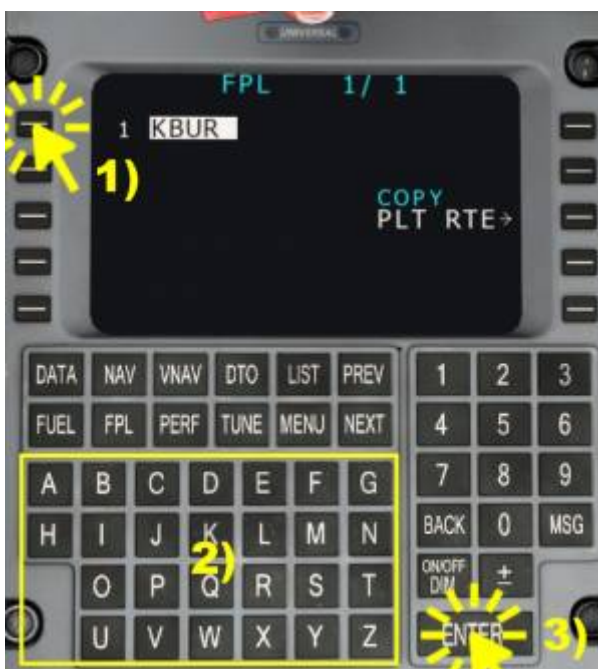 UNIVERSAL
FPL 1/ 1
1 KBUR
1)
COPY
PLT RTE→
DATA NAV VNAV DTO LIST PREV
FUEL FPL PERF TUNE MENU NEXT
1 2 3
4 5 6
7 8 9
BACK 0 MSG
ON/OFF DIM ±
ENTER
A B C D E F G
H I J K L M N
O P Q R S T
U V W X Y Z
2)
3)